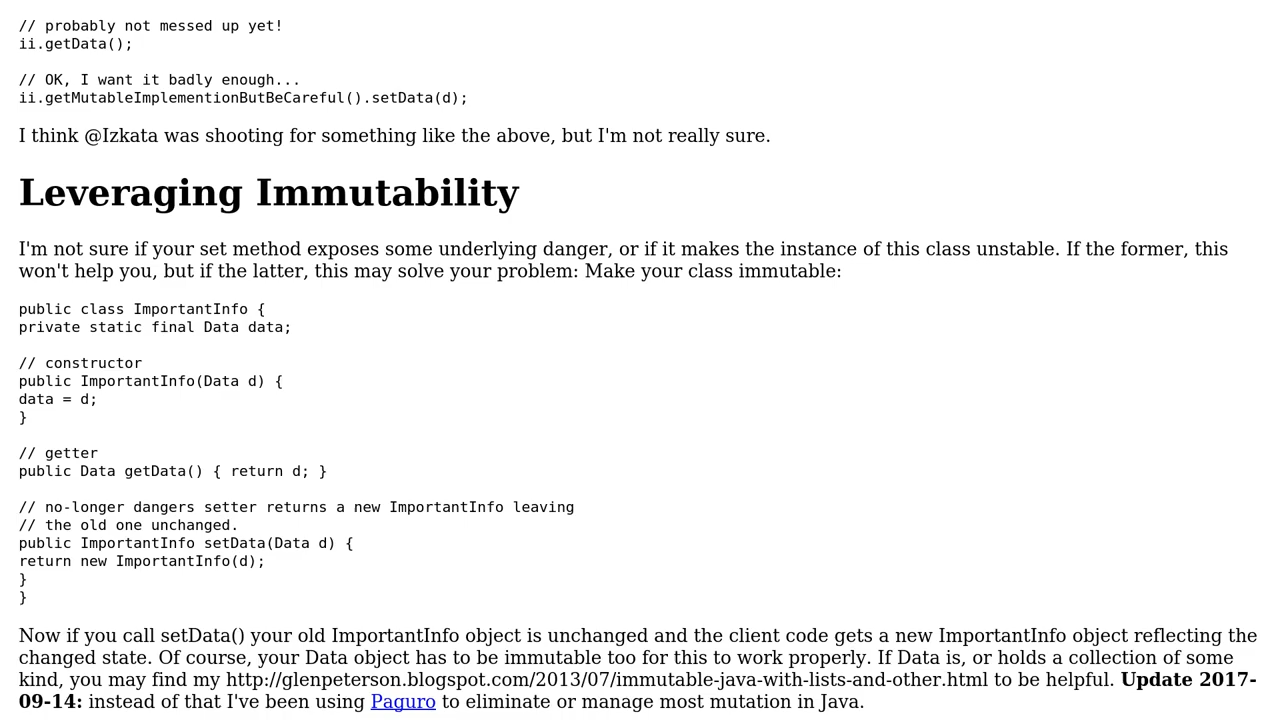 // probably not messed up yet!
ii.getData();
// OK, I want it badly enough...
ii.getMutableImplementionButBeCareful().setData(d);
I think @Izkata was shooting for something like the above, but I'm not really sure.
Leveraging Immutability
I'm not sure if your set method exposes some underlying danger, or if it makes the instance of this class unstable. If the former, this
won't help you, but if the latter, this may solve your problem: Make your class immutable:
public class ImportantInfo {
private static final Data data;
// constructor
public ImportantInfo(Data d) {
data = d;
}
// getter
public Data getData() { return d; }
// no-longer dangers setter returns a new ImportantInfo leaving
// the old one unchanged.
public ImportantInfo setData(Data d) {
return new ImportantInfo(d);
}
}
Now if you call setData() your old ImportantInfo object is unchanged and the client code gets a new ImportantInfo object reflecting the
changed state. Of course, your Data object has to be immutable too for this to work properly. If Data is, or holds a collection of some
kind, you may find my http://glenpeterson.blogspot.com/2013/07/immutable-java-with-lists-and-other.html to be helpful. Update 2017-
09-14: instead of that I've been using Paguro to eliminate or manage most mutation in Java.